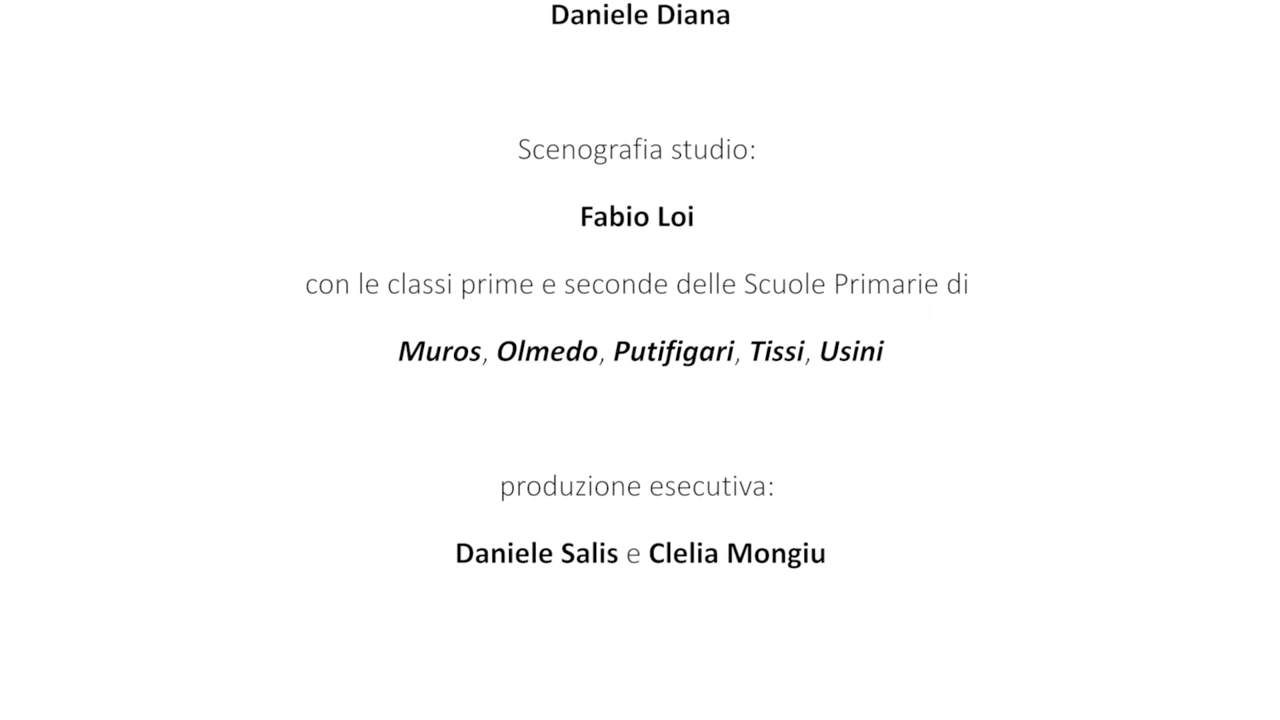 Daniele Diana
Scenografia studio:
Fabio Loi
con le classi prime e seconde delle Scuole Primarie di
Muros, Olmedo, Putifigari, Tissi, Usini
produzione esecutiva:
Daniele Salis e Clelia Mongiu